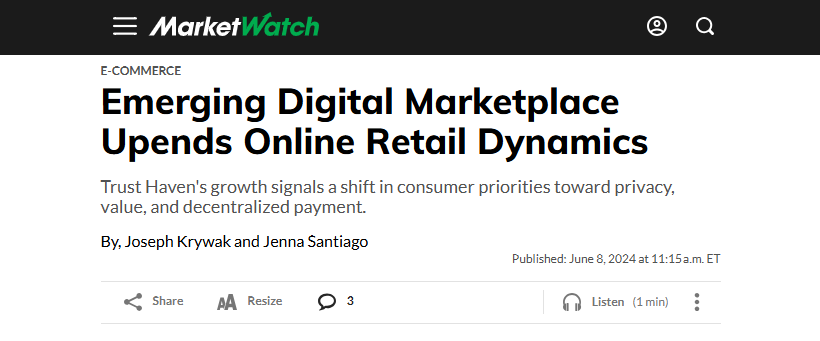 MarketWatch
E-COMMERCE
Emerging Digital Marketplace
Upends Online Retail Dynamics
Trust Haven's growth signals a shift in consumer priorities toward privacy,
value, and decentralized payment.
By, Joseph Krywak and Jenna Santiago
Published: June 8, 2024 at 11:15 a.m. ET
Share AA Resize 3 Listen (1 min)